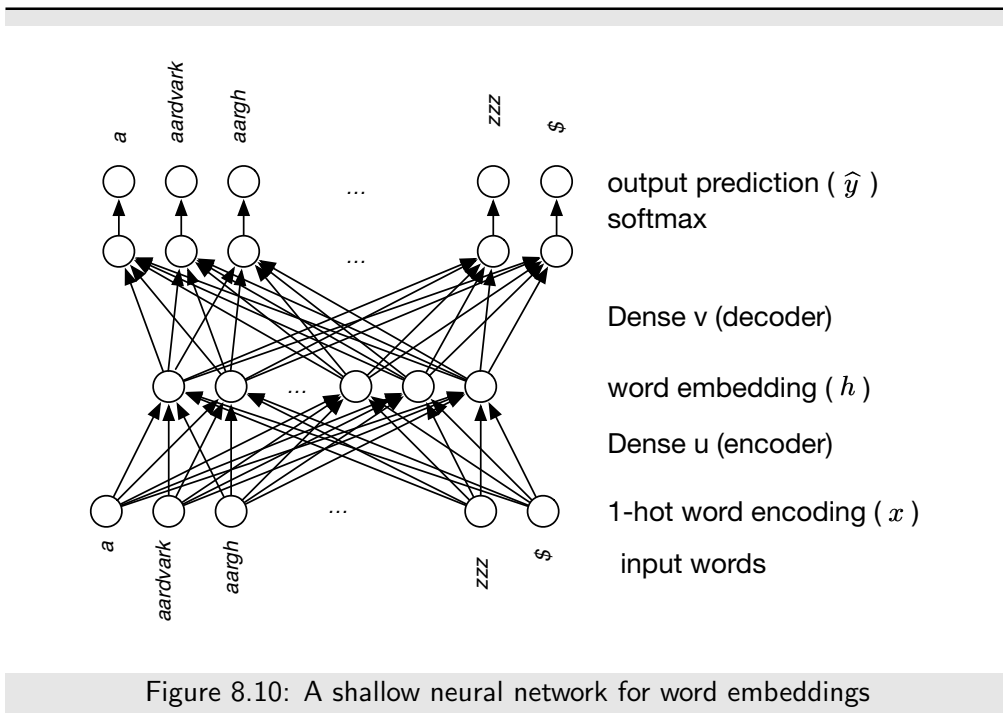 a aardvark aargh zzz $
output prediction ( ŷ )
softmax
...
...
Dense v (decoder)
... word embedding ( h )
Dense u (encoder)
... 1-hot word encoding ( x )
a aardvark aargh zzz $
input words
Figure 8.10: A shallow neural network for word embeddings